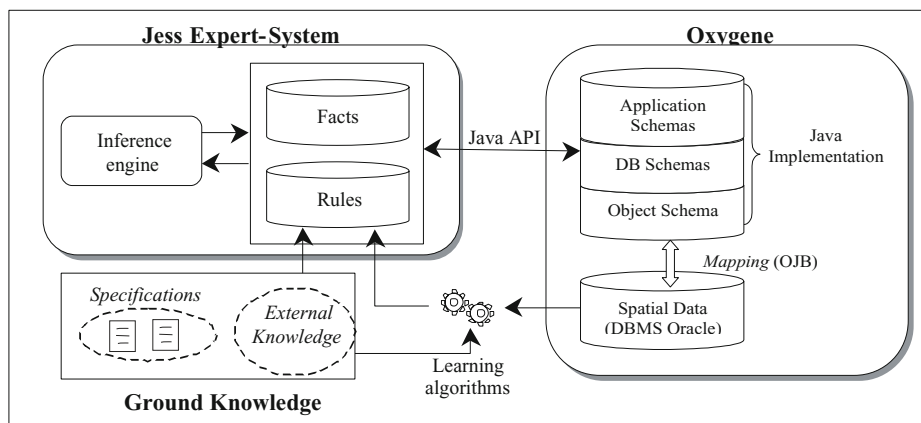 Jess Expert-System
Oxygene
Inference
engine
Facts
Rules
Java API
Application
Schemas
DB Schemas
Object Schema
Java
Implementation
Mapping (OJB)
Spatial Data
(DBMS Oracle)
Specifications
External
Knowledge
Learning
algorithms
Ground Knowledge